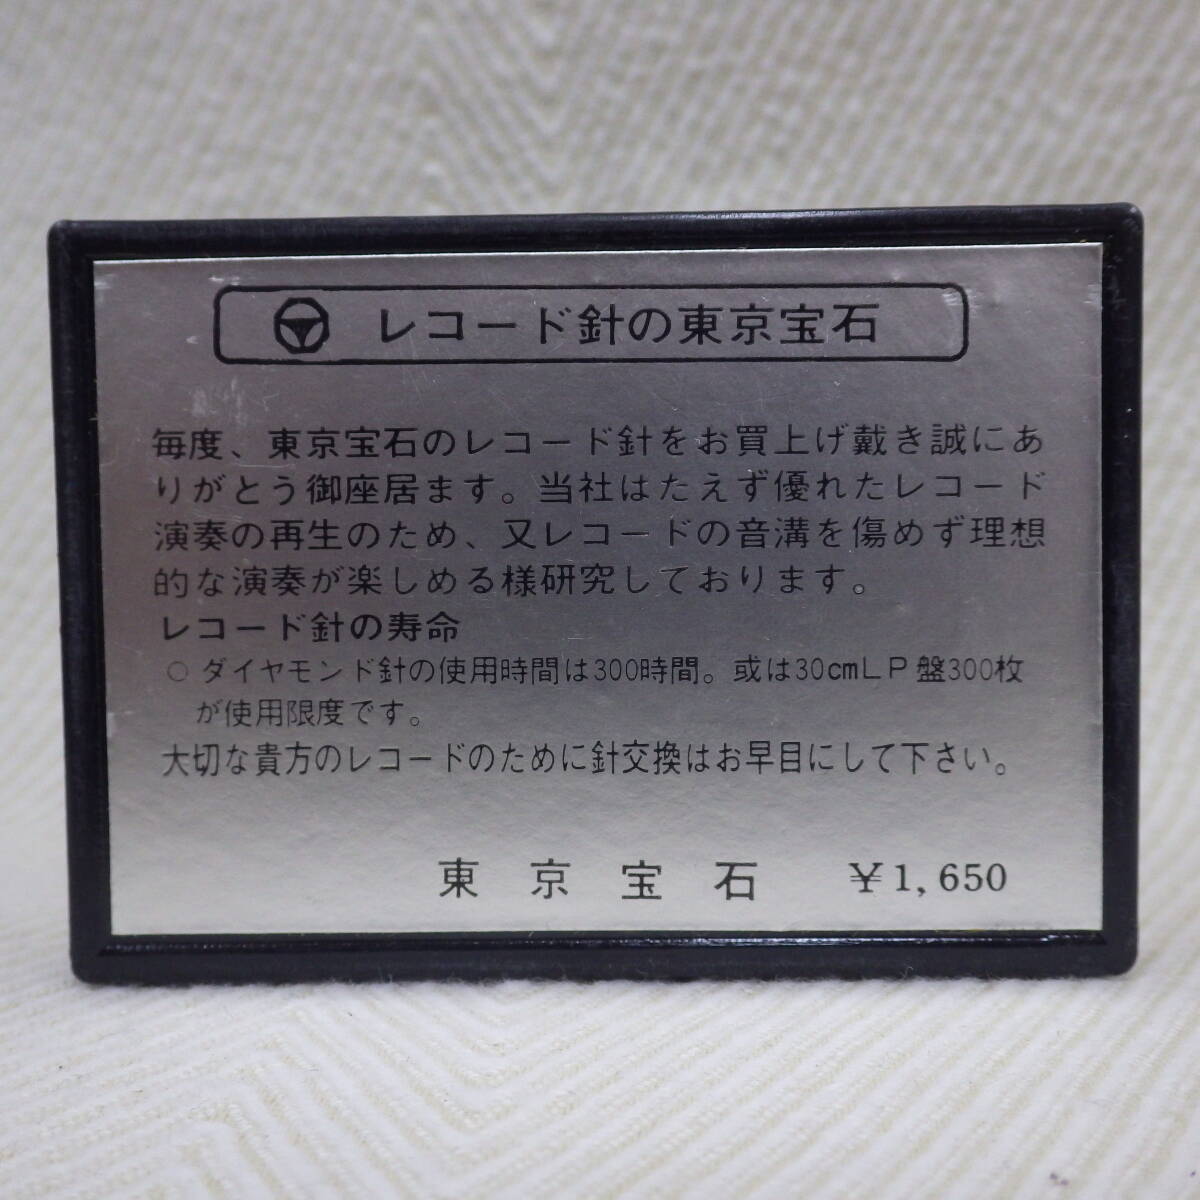 レコード針の東京宝石
毎度、東京宝石のレコード針をお買上げ戴き誠にあ
りがとう御座居ます。当社はたえず優れたレコード
演奏の再生のため、又レコードの音溝を傷めず理想
的な演奏が楽しめる様研究しております。
レコード針の寿命
○ ダイヤモンド針の使用時間は300時間。或は30cmLP盤300枚
が使用限度です。
大切な貴方のレコードのために針交換はお早目にして下さい。
東京宝石 ¥1,650